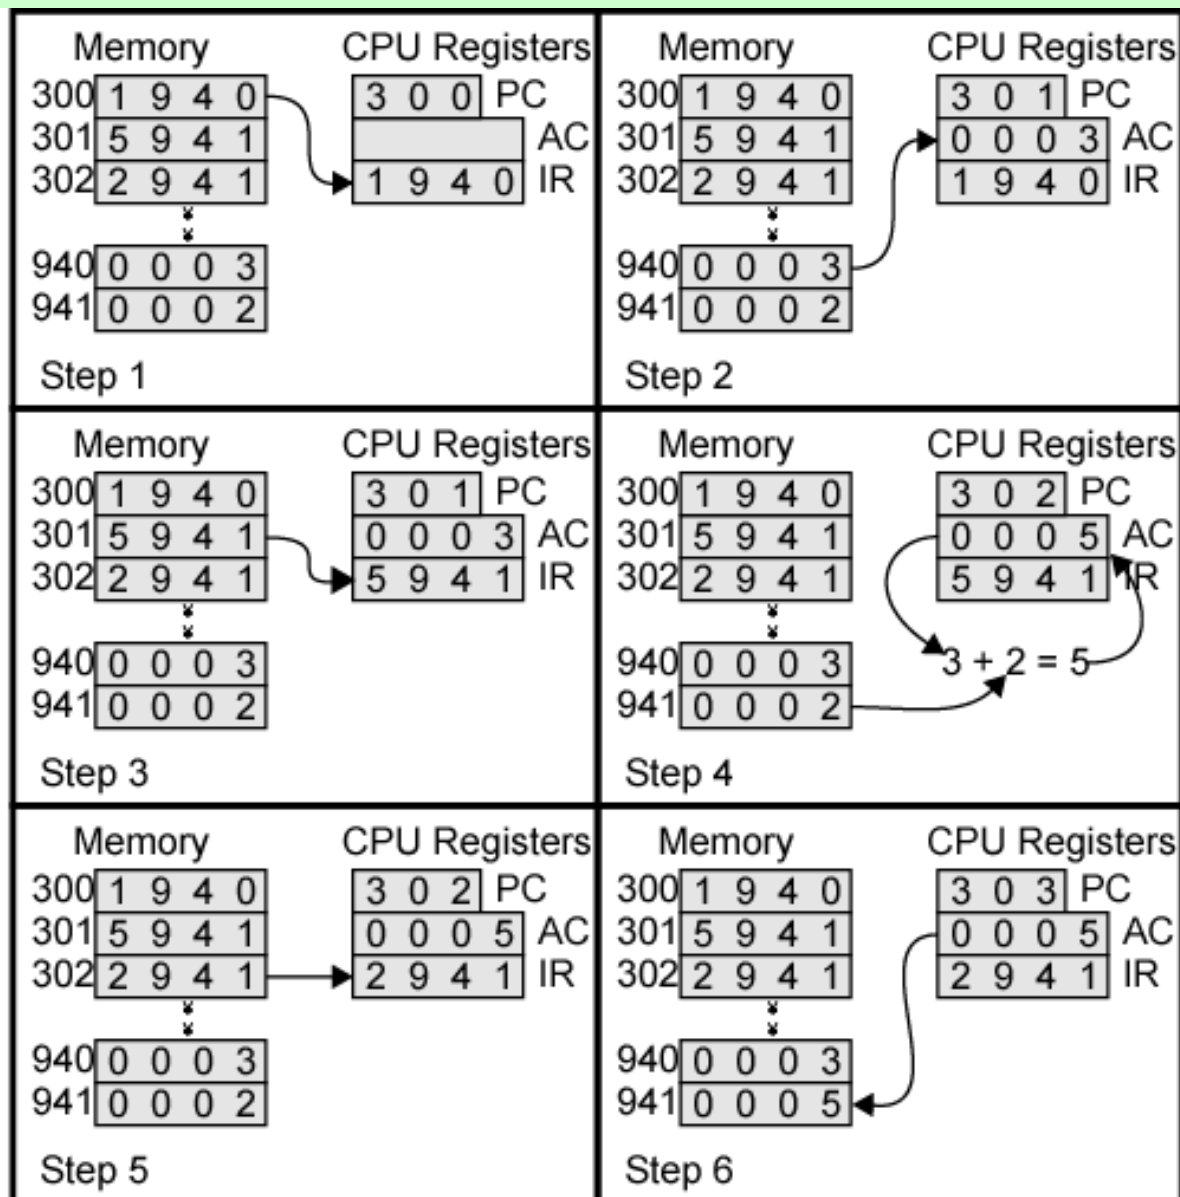 Memory CPU Registers
300 1 9 4 0 3 0 0 PC
301 5 9 4 1 AC
302 2 9 4 1 1 9 4 0 IR
940 0 0 0 3
941 0 0 0 2
Step 1
Memory CPU Registers
300 1 9 4 0 3 0 1 PC
301 5 9 4 1 0 0 0 3 AC
302 2 9 4 1 1 9 4 0 IR
940 0 0 0 3
941 0 0 0 2
Step 2
Memory CPU Registers
300 1 9 4 0 3 0 1 PC
301 5 9 4 1 0 0 0 3 AC
302 2 9 4 1 5 9 4 1 IR
940 0 0 0 3
941 0 0 0 2
Step 3
Memory CPU Registers
300 1 9 4 0 3 0 2 PC
301 5 9 4 1 0 0 0 5 AC
302 2 9 4 1 5 9 4 1 IR
940 0 0 0 3 3 + 2 = 5
941 0 0 0 2
Step 4
Memory CPU Registers
300 1 9 4 0 3 0 2 PC
301 5 9 4 1 0 0 0 5 AC
302 2 9 4 1 2 9 4 1 IR
940 0 0 0 3
941 0 0 0 2
Step 5
Memory CPU Registers
300 1 9 4 0 3 0 3 PC
301 5 9 4 1 0 0 0 5 AC
302 2 9 4 1 2 9 4 1 IR
940 0 0 0 3
941 0 0 0 5
Step 6